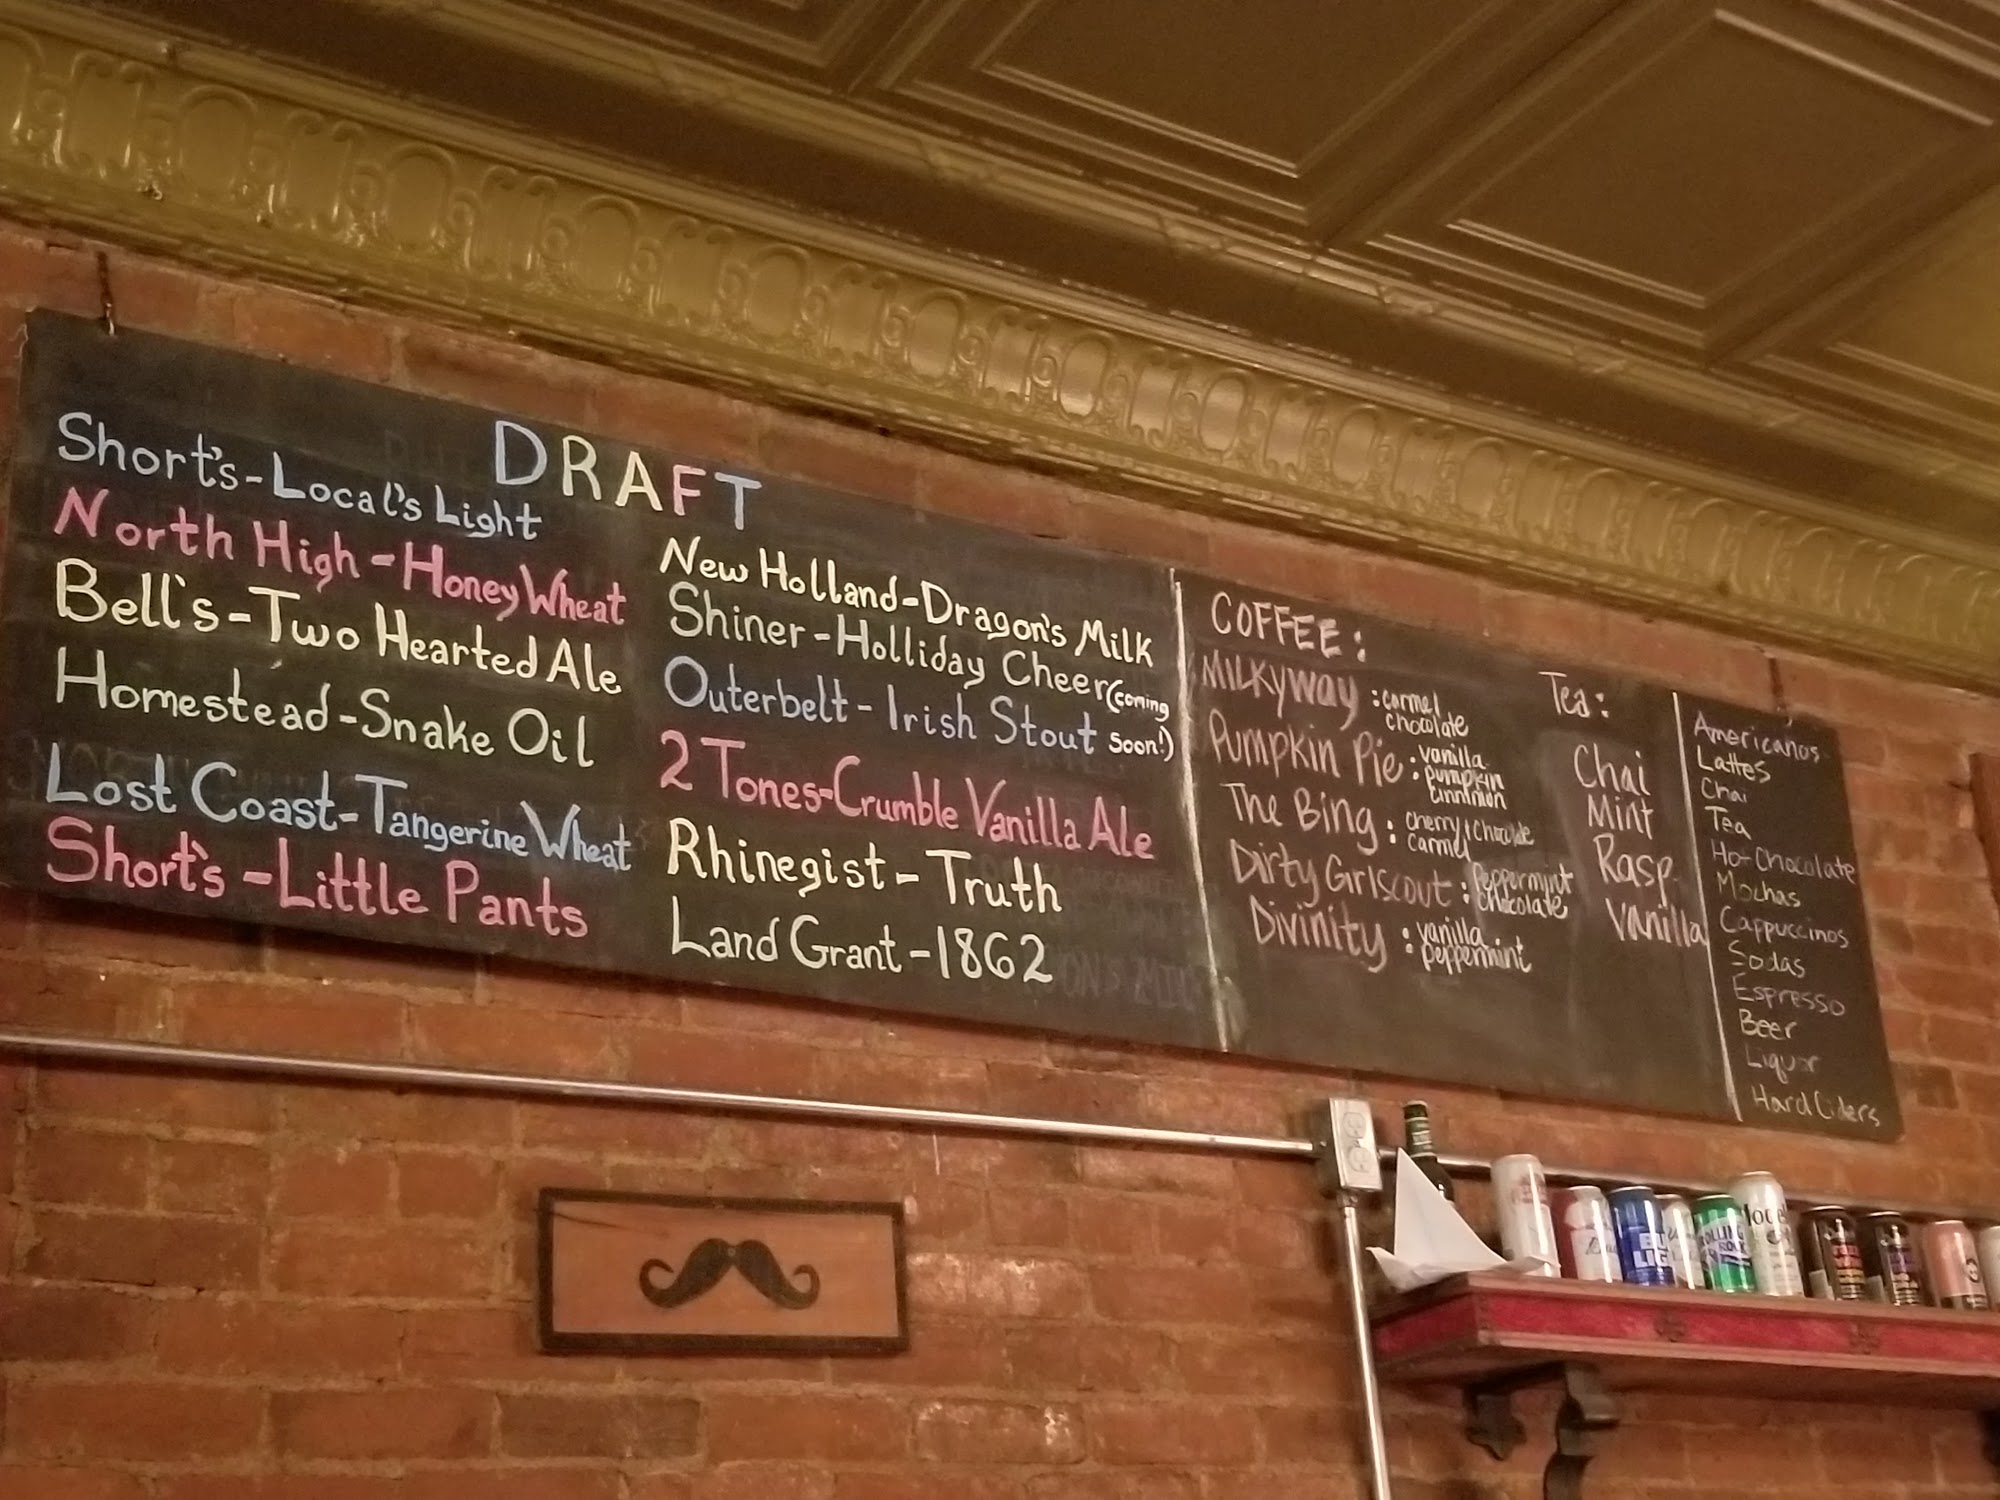 DRAFT
Short's-Local's Light
North High-Honey Wheat
Bell's-Two Hearted Ale
Homestead-Snake Oil
Lost Coast-Tangerine Wheat
Short's-Little Pants
New Holland-Dragon's Milk
Shiner-Holliday Cheer (coming
Outerbelt-Irish Stout soon!)
2 Tones-Crumble Vanilla Ale
Rhinegist-Truth
Land Grant-1862
COFFEE:
MILKYWAY : carmel
chocolate
Pumpkin Pie : vanilla
pumpkin
The Bing : cherry, chocolate
carmel
Dirty Girlscout : Peppermint
chocolate
Divinity : vanilla
peppermint
Tea:
Chai
Mint
Rasp.
Vanilla
Americanos
Lattes
Chai
Tea
Hot Chocolate
Mochas
Cappuccinos
Sodas
Espresso
Beer
Liquor
Hard Ciders
ROLLING
ROCK